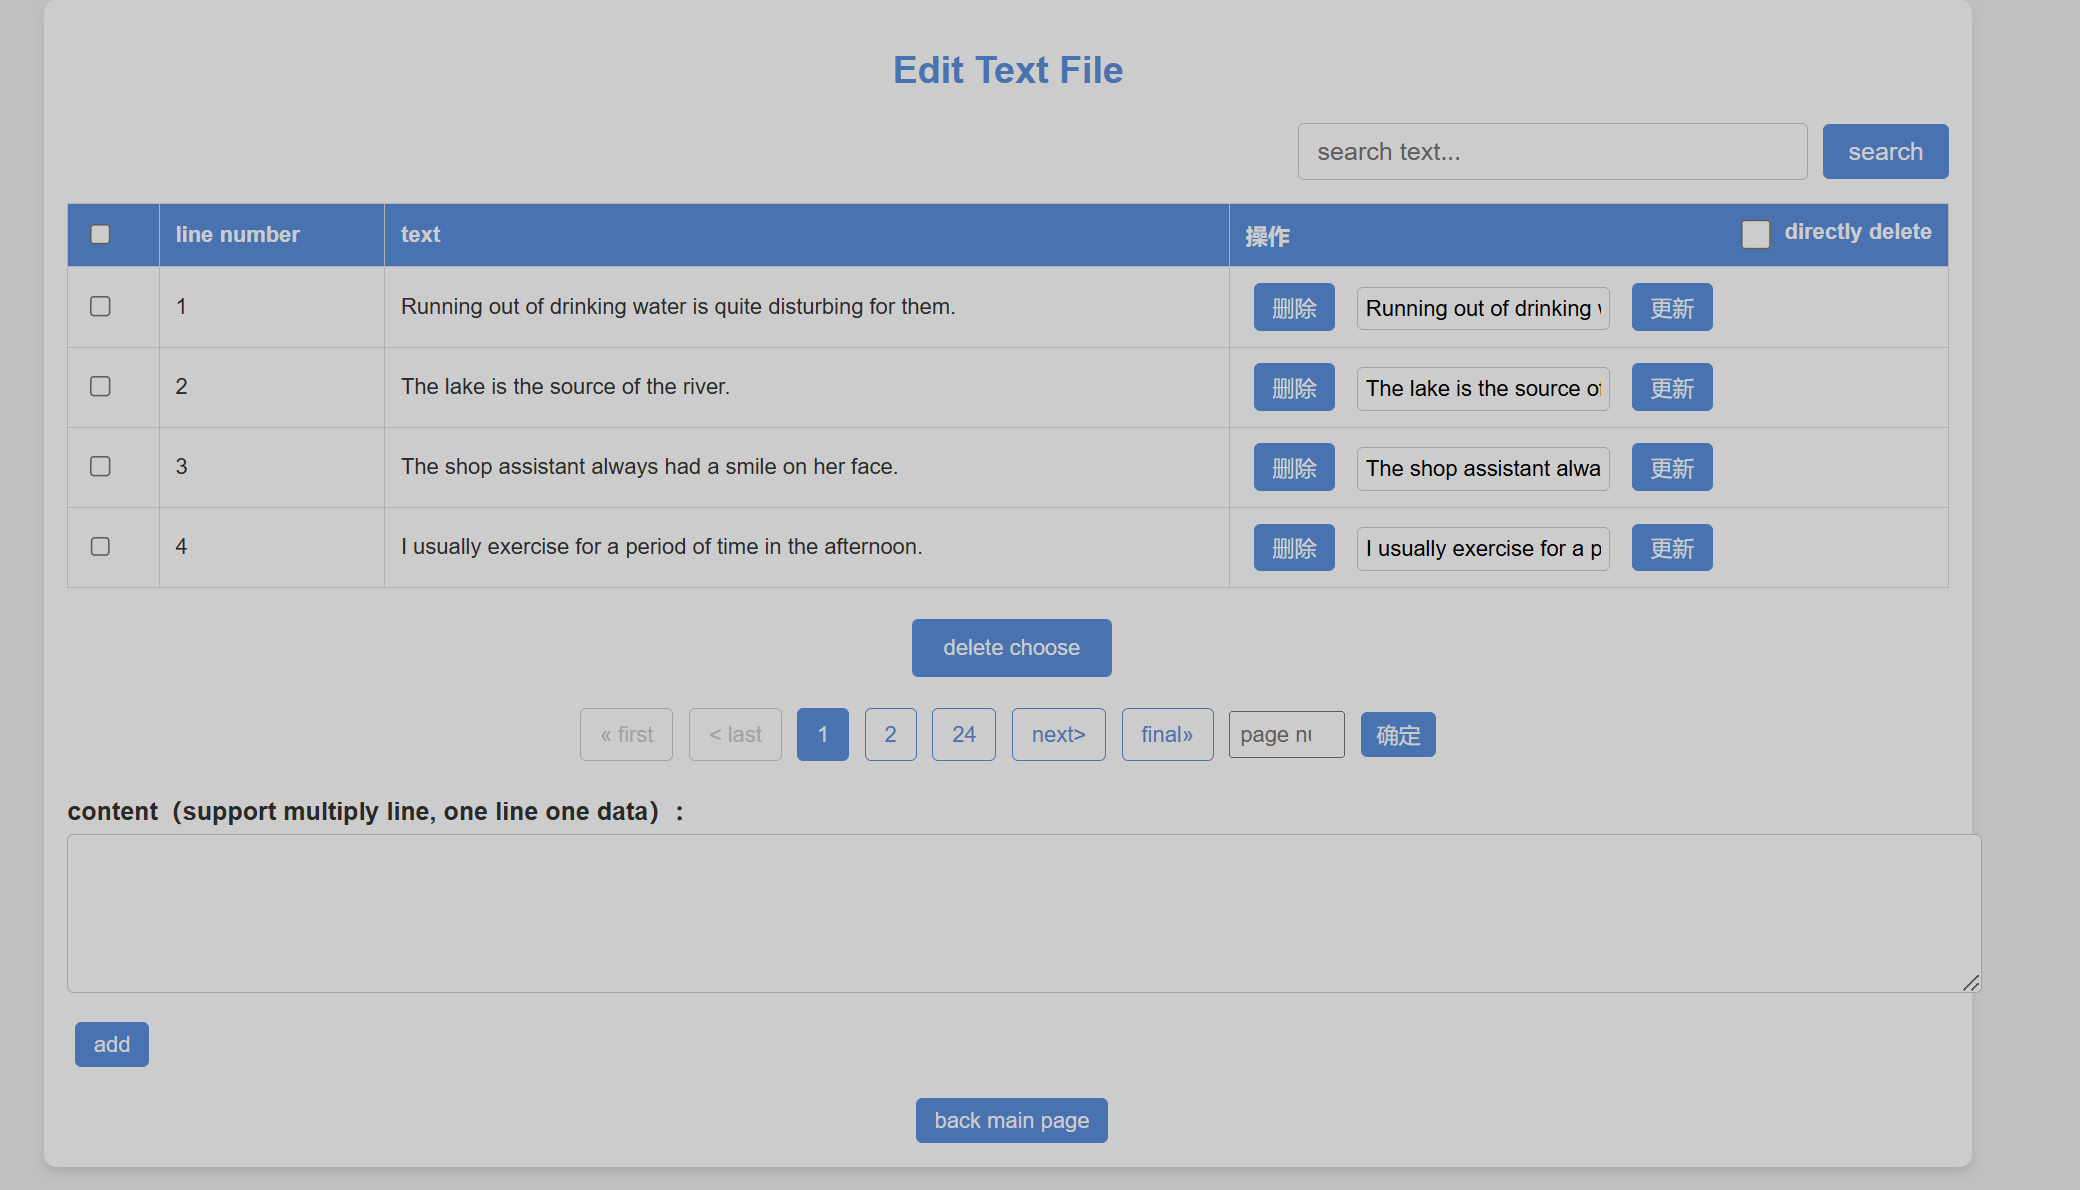 Edit Text File
search text... search
line number text 操作 directly delete
1 Running out of drinking water is quite disturbing for them. 删除 Running out of drinking 更新
2 The lake is the source of the river. 删除 The lake is the source of 更新
3 The shop assistant always had a smile on her face. 删除 The shop assistant alwa 更新
4 I usually exercise for a period of time in the afternoon. 删除 I usually exercise for a p 更新
delete choose
« first < last 1 2 24 next> final» page nu 确定
content（support multiply line, one line one data）:
add
back main page